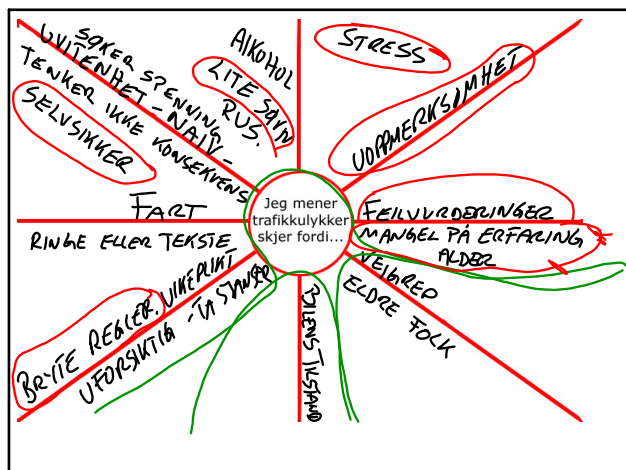 SØKER SPENNING
UVITENHET - NAIV -
TENKER IKKE KONSEKVENS
SELVSIKKER
ALKOHOL
LITE SØVN
RUS.
STRESS
UOPPMERKSOMHET
FART
Jeg mener
trafikkulykker
skjer fordi...
FEILVURDERINGER
MANGEL PÅ ERFARING
ALDER
RINGE ELLER TEKSTE
BRYTE REGLER. VIKEPLIKT
UFORSIKTIG - TA SJANSER
BILENS TILSTAND
VEIGREP
ELDRE FOLK